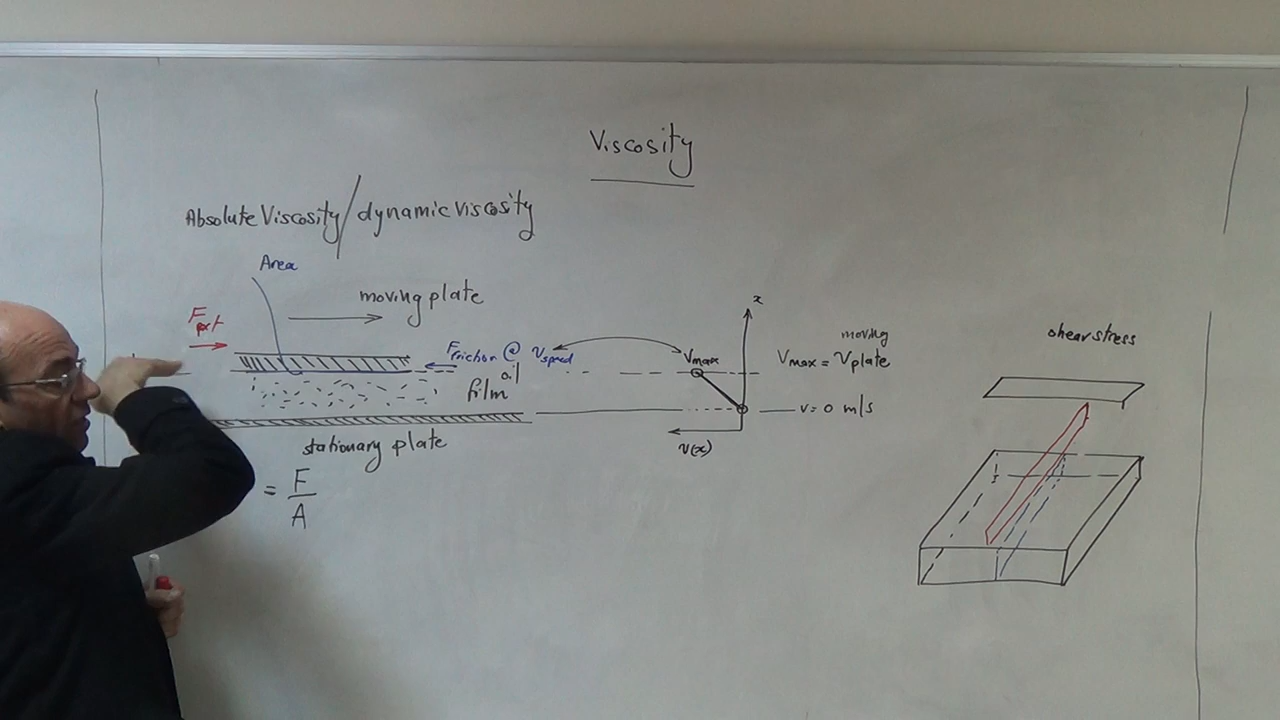 Viscosity
Absolute Viscosity/dynamic viscosity
Area
moving plate
F
Friction @ vspeed
oil
film
stationary plate
= F
A
x
vmax
v(x)
moving
Vmax = vplate
v=0 m/s
shear stress